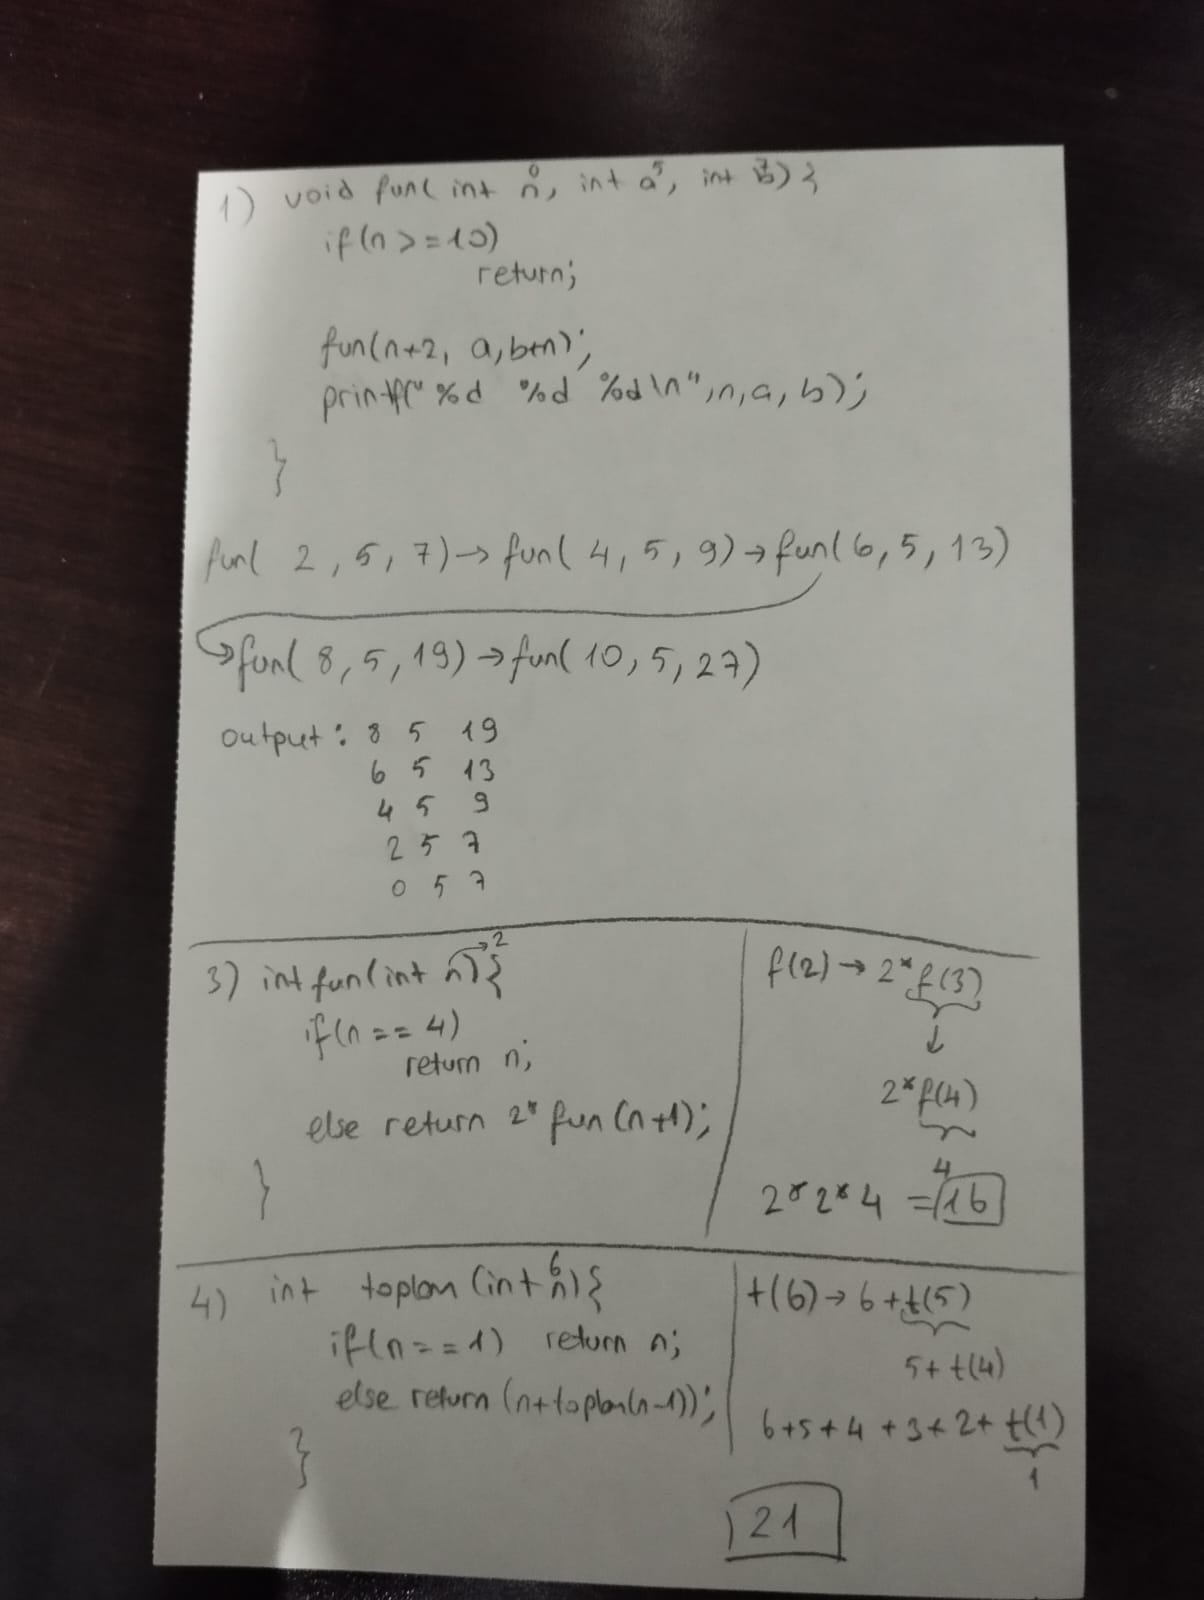 1) void fun( int n, int a, int b) {
0 5 7
if(n >= 10)
return;
fun(n+2, a, b+n);
printf("%d %d %d\n", n, a, b);
}
fun( 2, 5, 7) → fun( 4, 5, 9) → fun( 6, 5, 13)
→ fun( 8, 5, 19) → fun( 10, 5, 27)
output: 8 5 19
6 5 13
4 5 9
2 5 7
0 5 7
3) int fun(int n) {
→ 2
if(n == 4)
return n;
else return 2* fun (n+1);
}
f(2) → 2* f(3)
↓
2* f(4)
4
2*2*4 = 16
4) int toplam (int n) {
6
if(n == 1) return n;
else return (n+toplam(n-1));
}
t(6) → 6 + t(5)
5 + t(4)
6+5+4+3+2+ t(1)
1
21